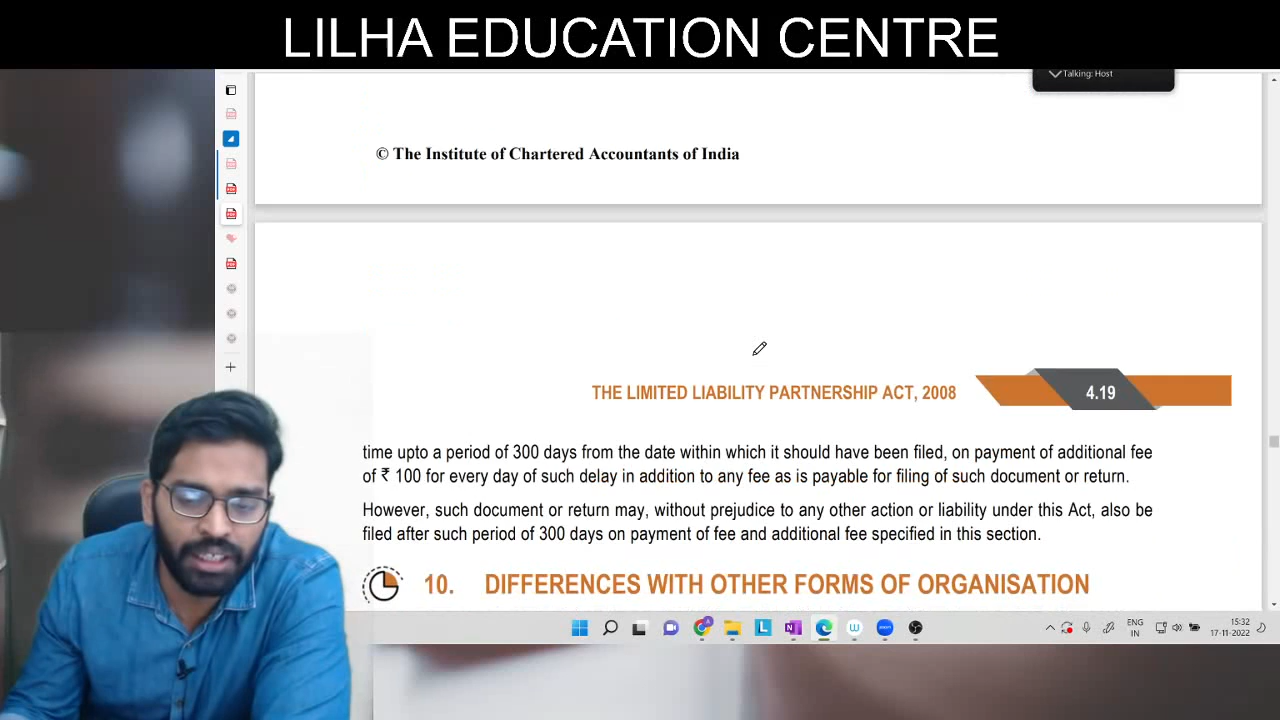 LILHA EDUCATION CENTRE
Talking: Host
© The Institute of Chartered Accountants of India
THE LIMITED LIABILITY PARTNERSHIP ACT, 2008
4.19
time upto a period of 300 days from the date within which it should have been filed, on payment of additional fee
of ₹ 100 for every day of such delay in addition to any fee as is payable for filing of such document or return.
However, such document or return may, without prejudice to any other action or liability under this Act, also be
filed after such period of 300 days on payment of fee and additional fee specified in this section.
10. DIFFERENCES WITH OTHER FORMS OF ORGANISATION
ENG
IN
15:32
17-11-2022